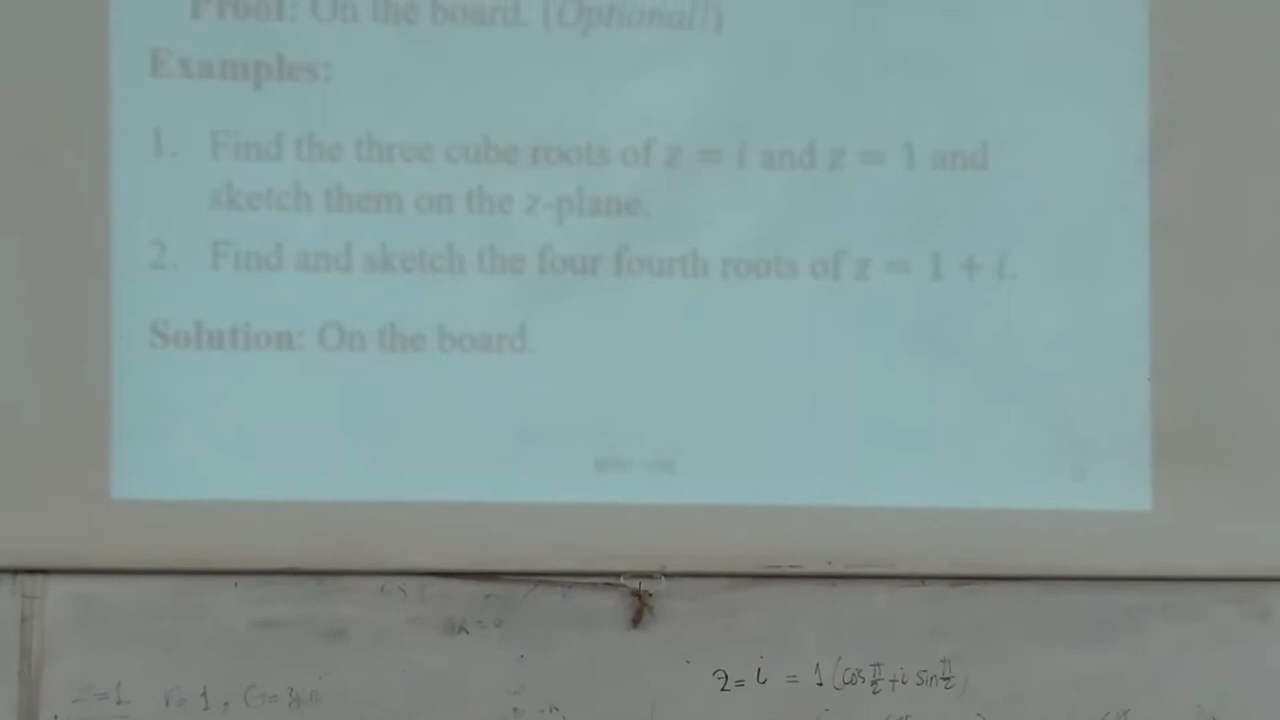 Proof: On the board. (Optional!)
Examples:
1. Find the three cube roots of z = i and z = 1 and
sketch them on the z-plane.
2. Find and sketch the four fourth roots of z = 1 + i.
Solution: On the board.
z = i = 1 (cos π/2 + i sin π/2)
z=1 r=1,